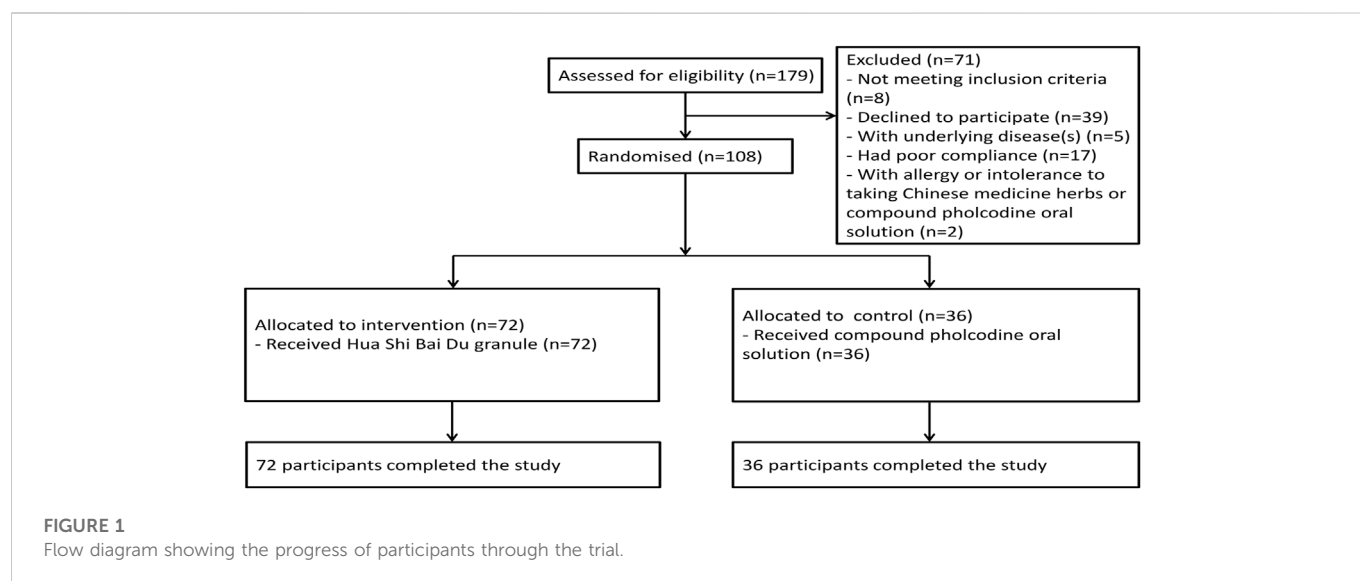 Assessed for eligibility (n=179)
Excluded (n=71)
- Not meeting inclusion criteria
(n=8)
- Declined to participate (n=39)
- With underlying disease(s) (n=5)
- Had poor compliance (n=17)
- With allergy or intolerance to
taking Chinese medicine herbs or
compound pholcodine oral
solution (n=2)
Randomised (n=108)
Allocated to intervention (n=72)
- Received Hua Shi Bai Du granule (n=72)
Allocated to control (n=36)
- Received compound pholcodine oral
solution (n=36)
72 participants completed the study
36 participants completed the study
FIGURE 1
Flow diagram showing the progress of participants through the trial.